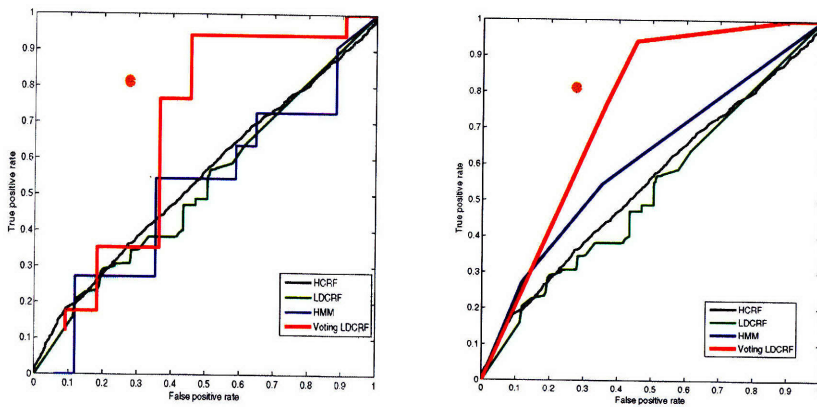 1
0.9
0.8
0.7
0.6
0.5
0.4
0.3
0.2
0.1
0
True positive rate
0 0.1 0.2 0.3 0.4 0.5 0.6 0.7 0.8 0.9 1
False positive rate
HCRF
LDCRF
HMM
Voting LDCRF
1
0.9
0.8
0.7
0.6
0.5
0.4
0.3
0.2
0.1
0
True positive rate
0 0.1 0.2 0.3 0.4 0.5 0.6 0.7 0.8 0.9
False positive rate
HCRF
LDCRF
HMM
Voting LDCRF